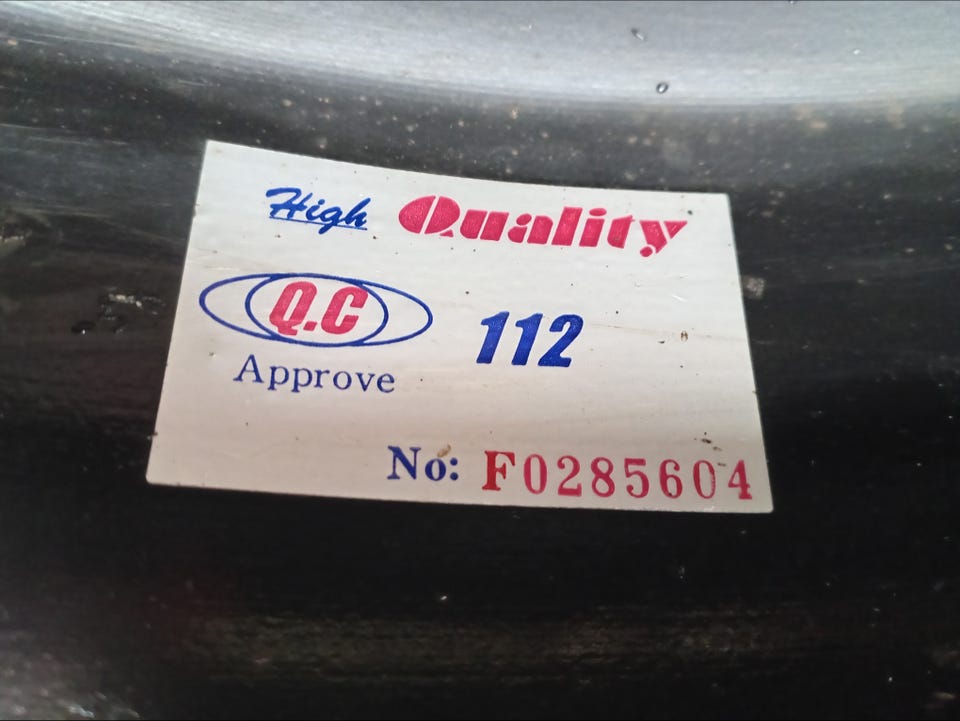 High Quality
Q.C 112
Approve
No: F0285604